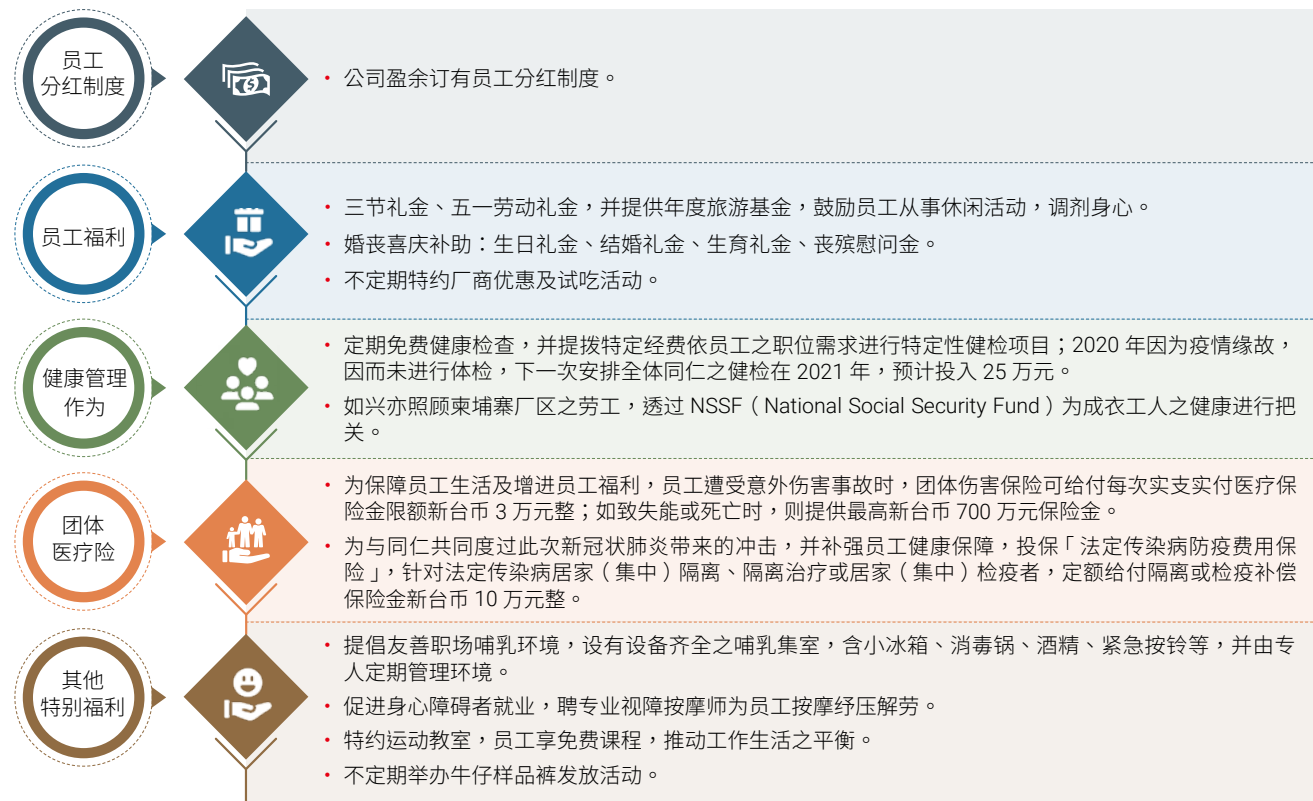 员工
分红制度
• 公司盈余订有员工分红制度。
员工福利
• 三节礼金、五一劳动礼金，并提供年度旅游基金，鼓励员工从事休闲活动，调剂身心。
• 婚丧喜庆补助：生日礼金、结婚礼金、生育礼金、丧殡慰问金。
• 不定期特约厂商优惠及试吃活动。
健康管理
作为
• 定期免费健康检查，并提拨特定经费依员工之职位需求进行特定性健检项目；2020 年因为疫情缘故，
因而未进行体检，下一次安排全体同仁之健检在 2021 年，预计投入 25 万元。
• 如兴亦照顾柬埔寨厂区之劳工，透过 NSSF（National Social Security Fund）为成衣工人之健康进行把
关。
团体
医疗险
• 为保障员工生活及增进员工福利，员工遭受意外伤害事故时，团体伤害保险可给付每次实支实付医疗保
险金限额新台币 3 万元整；如致失能或死亡时，则提供最高新台币 700 万元保险金。
• 为与同仁共同度过此次新冠状肺炎带来的冲击，并补强员工健康保障，投保「法定传染病防疫费用保
险」，针对法定传染病居家（集中）隔离、隔离治疗或居家（集中）检疫者，定额给付隔离或检疫补偿
保险金新台币 10 万元整。
其他
特别福利
• 提倡友善职场哺乳环境，设有设备齐全之哺乳集室，含小冰箱、消毒锅、酒精、紧急按铃等，并由专
人定期管理环境。
• 促进身心障碍者就业，聘专业视障按摩师为员工按摩纾压解劳。
• 特约运动教室，员工享免费课程，推动工作生活之平衡。
• 不定期举办牛仔样品裤发放活动。